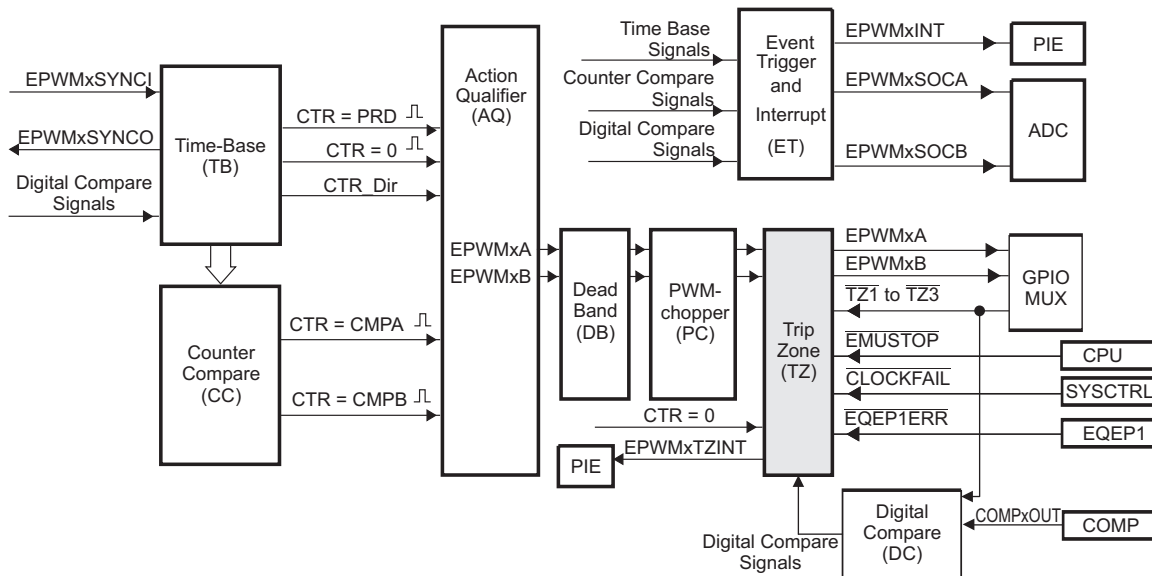 EPWMxSYNCI
EPWMxSYNCO
Digital Compare
Signals
Time-Base
(TB)
CTR = PRD
CTR = 0
CTR_Dir
Counter
Compare
(CC)
CTR = CMPA
CTR = CMPB
Action
Qualifier
(AQ)
EPWMxA
EPWMxB
Time Base
Signals
Counter Compare
Signals
Digital Compare
Signals
Event
Trigger
and
Interrupt
(ET)
EPWMxINT
EPWMxSOCA
EPWMxSOCB
PIE
ADC
Dead
Band
(DB)
PWM-
chopper
(PC)
CTR = 0
EPWMxTZINT
PIE
Trip
Zone
(TZ)
EPWMxA
EPWMxB
TZ1 to TZ3
EMUSTOP
CLOCKFAIL
EQEP1ERR
GPIO
MUX
CPU
SYSCTRL
EQEP1
Digital Compare
Signals
Digital
Compare
(DC)
COMPxOUT
COMP